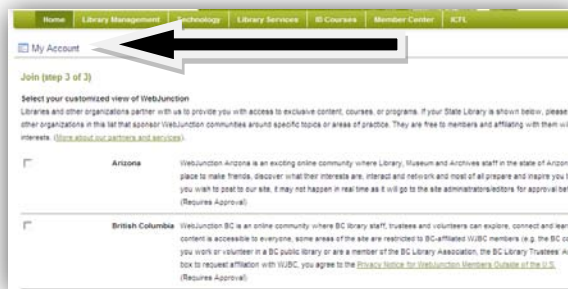 Home Library Management Technology Library Services ID Courses Member Center ICFL
My Account
Join (step 3 of 3)
Select your customized view of WebJunction
Libraries and other organizations partner with us to provide you with access to exclusive content, courses, or programs. If your State Library is shown below, please
other organizations in this list that sponsor WebJunction communities around specific topics or areas of practice. They are free to members and affiliating with them wi
interests. (More about our partners and services).
Arizona WebJunction Arizona is an exciting online community where Library, Museum and Archives staff in the state of Arizon
place to make friends, discover what their interests are, interact and network and most of all prepare and inspire you t
you wish to post to our site, it may not happen in real time as it will go to the site administrators/editors for approval bef
(Requires Approval)
British Columbia WebJunction BC is an online community where BC library staff, trustees and volunteers can explore, connect and lear
content is accessible to everyone, some areas of the site are restricted to BC-affiliated WJBC members (e.g. the BC co
you work or volunteer in a BC public library or are a member of the BC Library Association, the BC Library Trustees' A
box to request affiliation with WJBC, you agree to the Privacy Notice for WebJunction Members Outside of the U.S.
(Requires Approval)